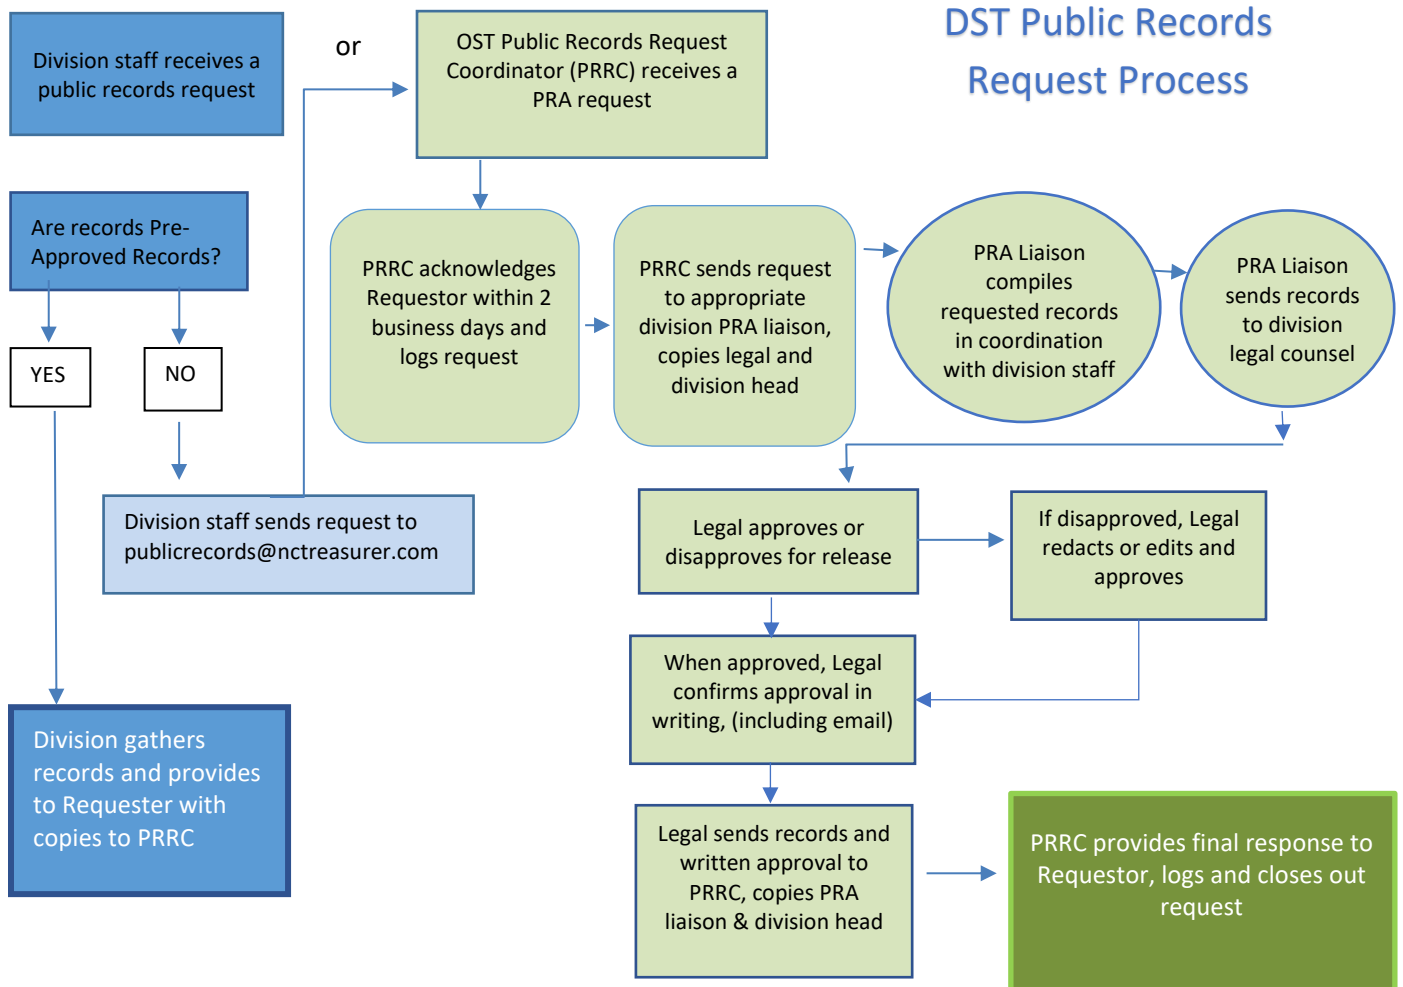 DST Public Records
Request Process
Division staff receives a
public records request
or
OST Public Records Request
Coordinator (PRRC) receives a
PRA request
Are records Pre-
Approved Records?
YES
NO
Division staff sends request to
publicrecords@nctreasurer.com
Division gathers
records and provides
to Requester with
copies to PRRC
PRRC acknowledges
Requestor within 2
business days and
logs request
PRRC sends request
to appropriate
division PRA liaison,
copies legal and
division head
PRA Liaison
compiles
requested records
in coordination
with division staff
PRA Liaison
sends records
to division
legal counsel
Legal approves or
disapproves for release
If disapproved, Legal
redacts or edits and
approves
When approved, Legal
confirms approval in
writing, (including email)
Legal sends records and
written approval to
PRRC, copies PRA
liaison & division head
PRRC provides final response to
Requestor, logs and closes out
request